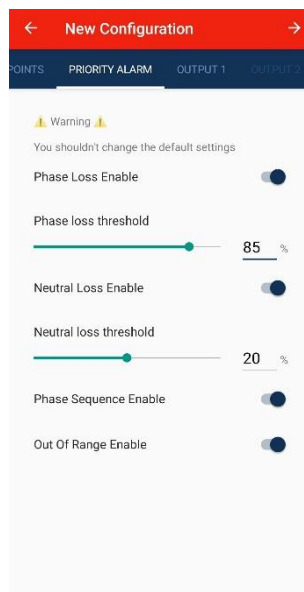 ← New Configuration →
POINTS PRIORITY ALARM OUTPUT 1 OUTPUT 2
⚠️ Warning ⚠️
You shouldn't change the default settings
Phase Loss Enable
Phase loss threshold
85 %
Neutral Loss Enable
Neutral loss threshold
20 %
Phase Sequence Enable
Out Of Range Enable